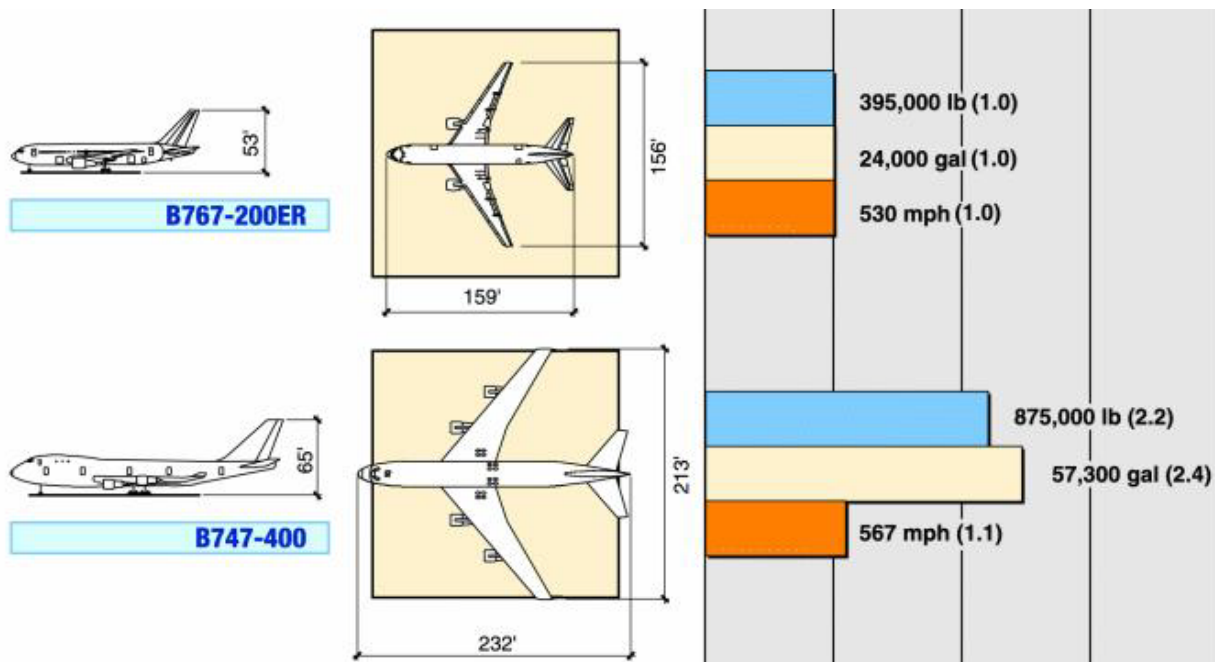 53'
B767-200ER
156'
159'
395,000 lb (1.0)
24,000 gal (1.0)
530 mph (1.0)
65'
B747-400
213'
232'
875,000 lb (2.2)
57,300 gal (2.4)
567 mph (1.1)